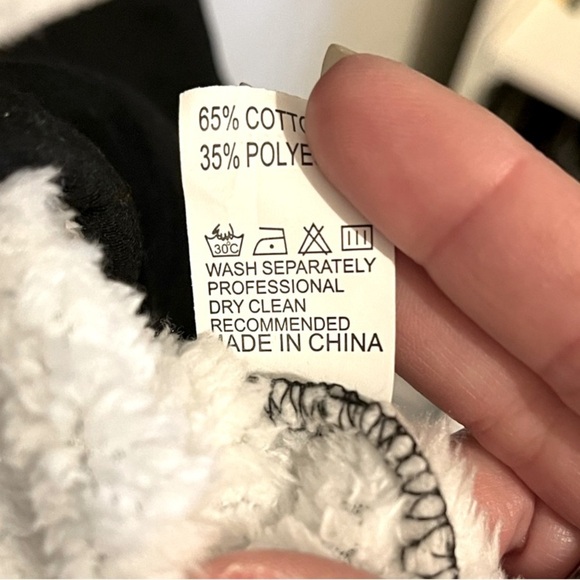 65% COTTO
35% POLYE
30°C
WASH SEPARATELY
PROFESSIONAL
DRY CLEAN
RECOMMENDED
MADE IN CHINA